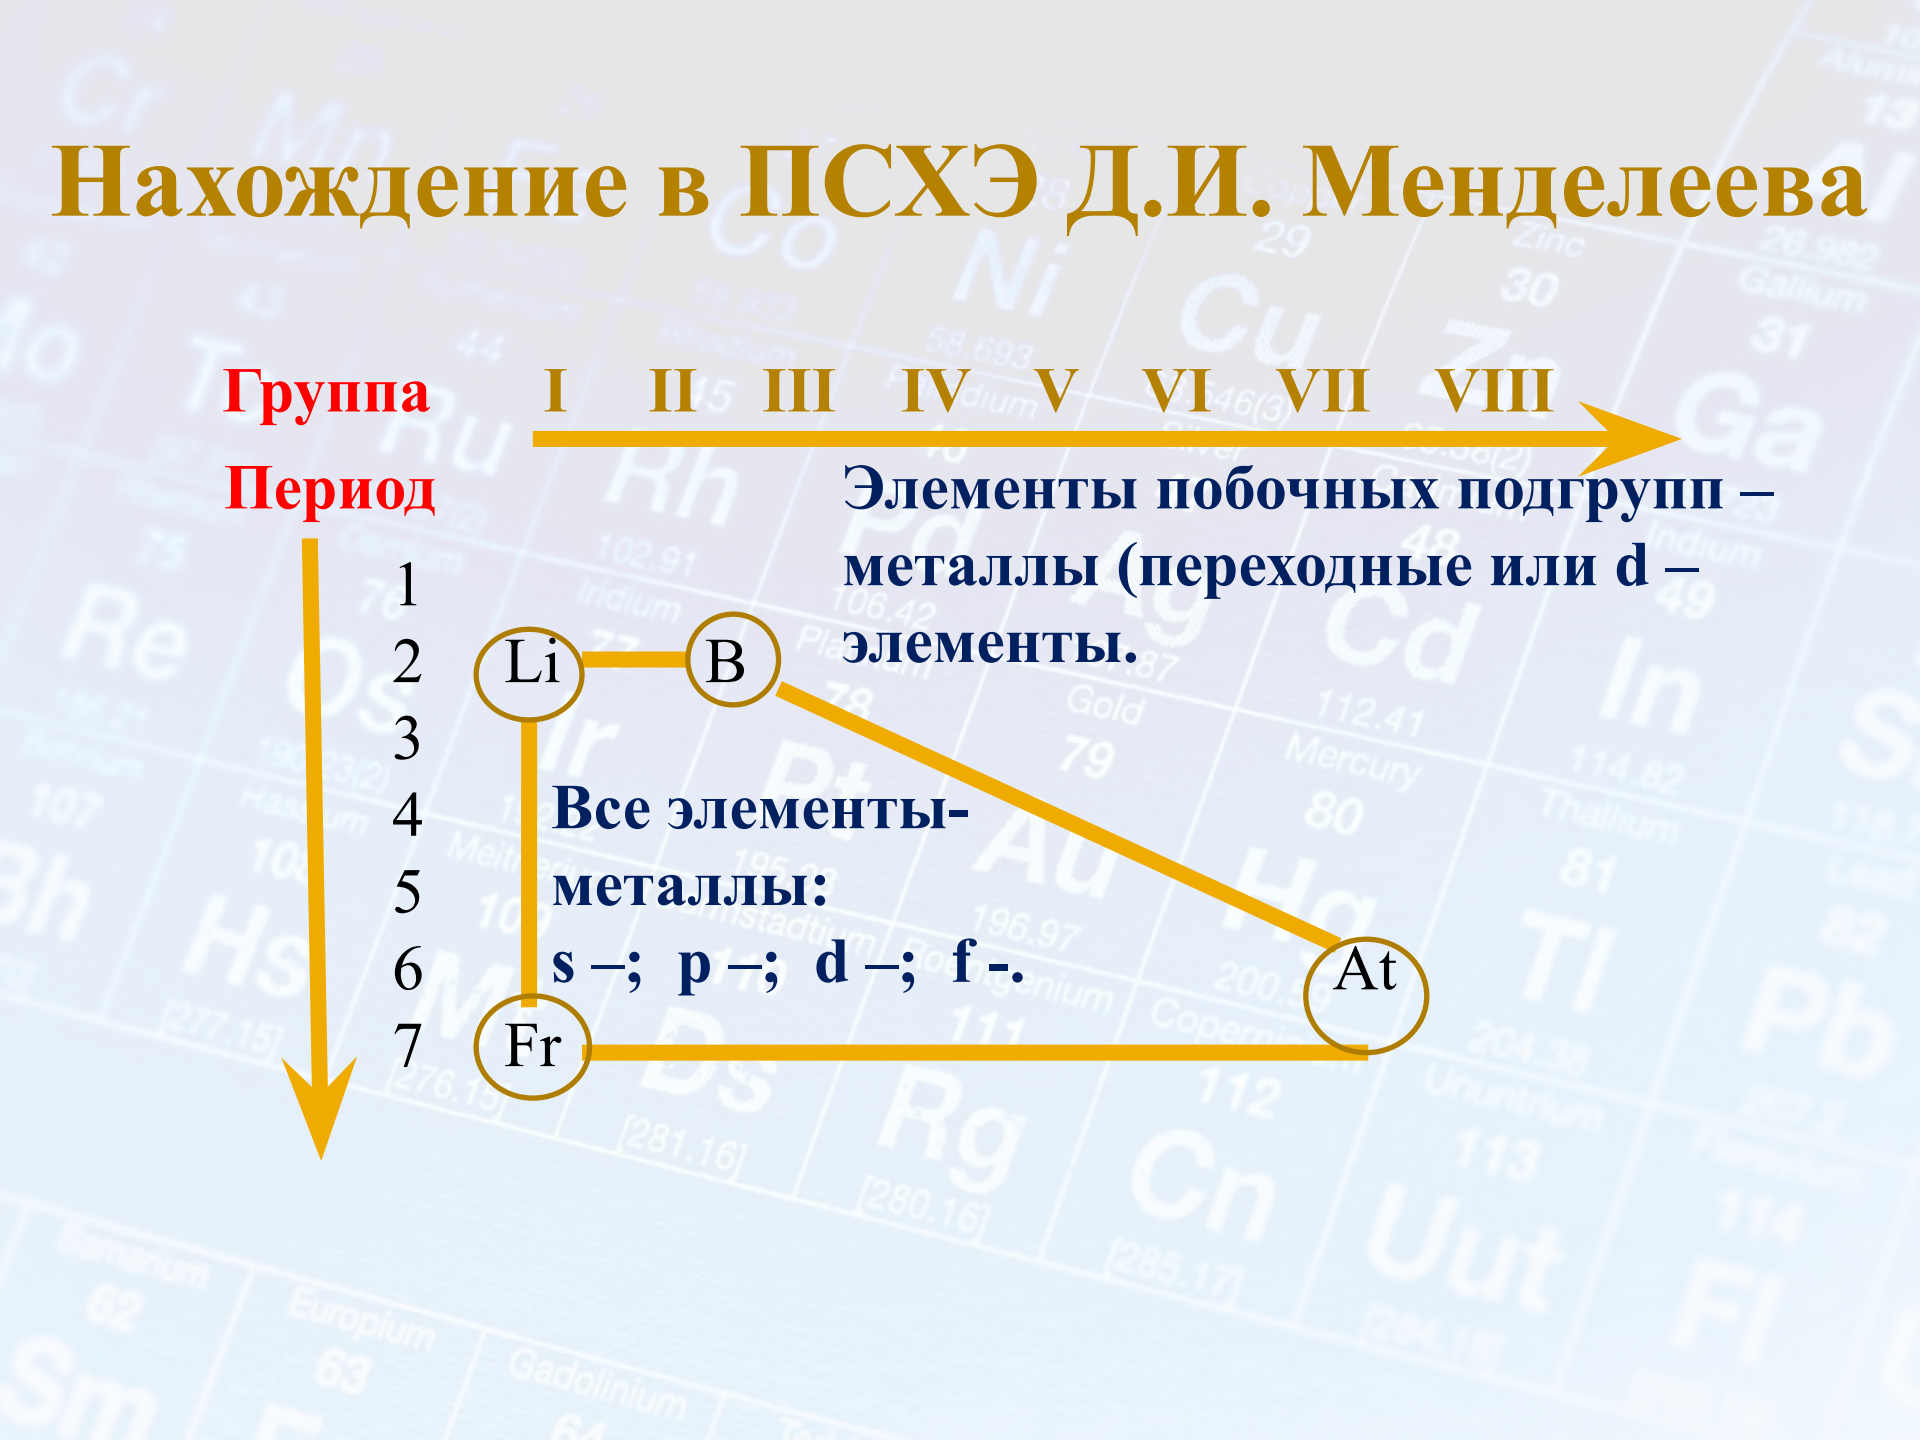 Нахождение в ПСХЭ Д.И. Менделеева
Группа I II III IV V VI VII VIII
Период
Элементы побочных подгрупп –
металлы (переходные или d –
элементы.
1
2 Li B
3
4
5
6 At
7 Fr
Все элементы-
металлы:
s –; p –; d –; f -.